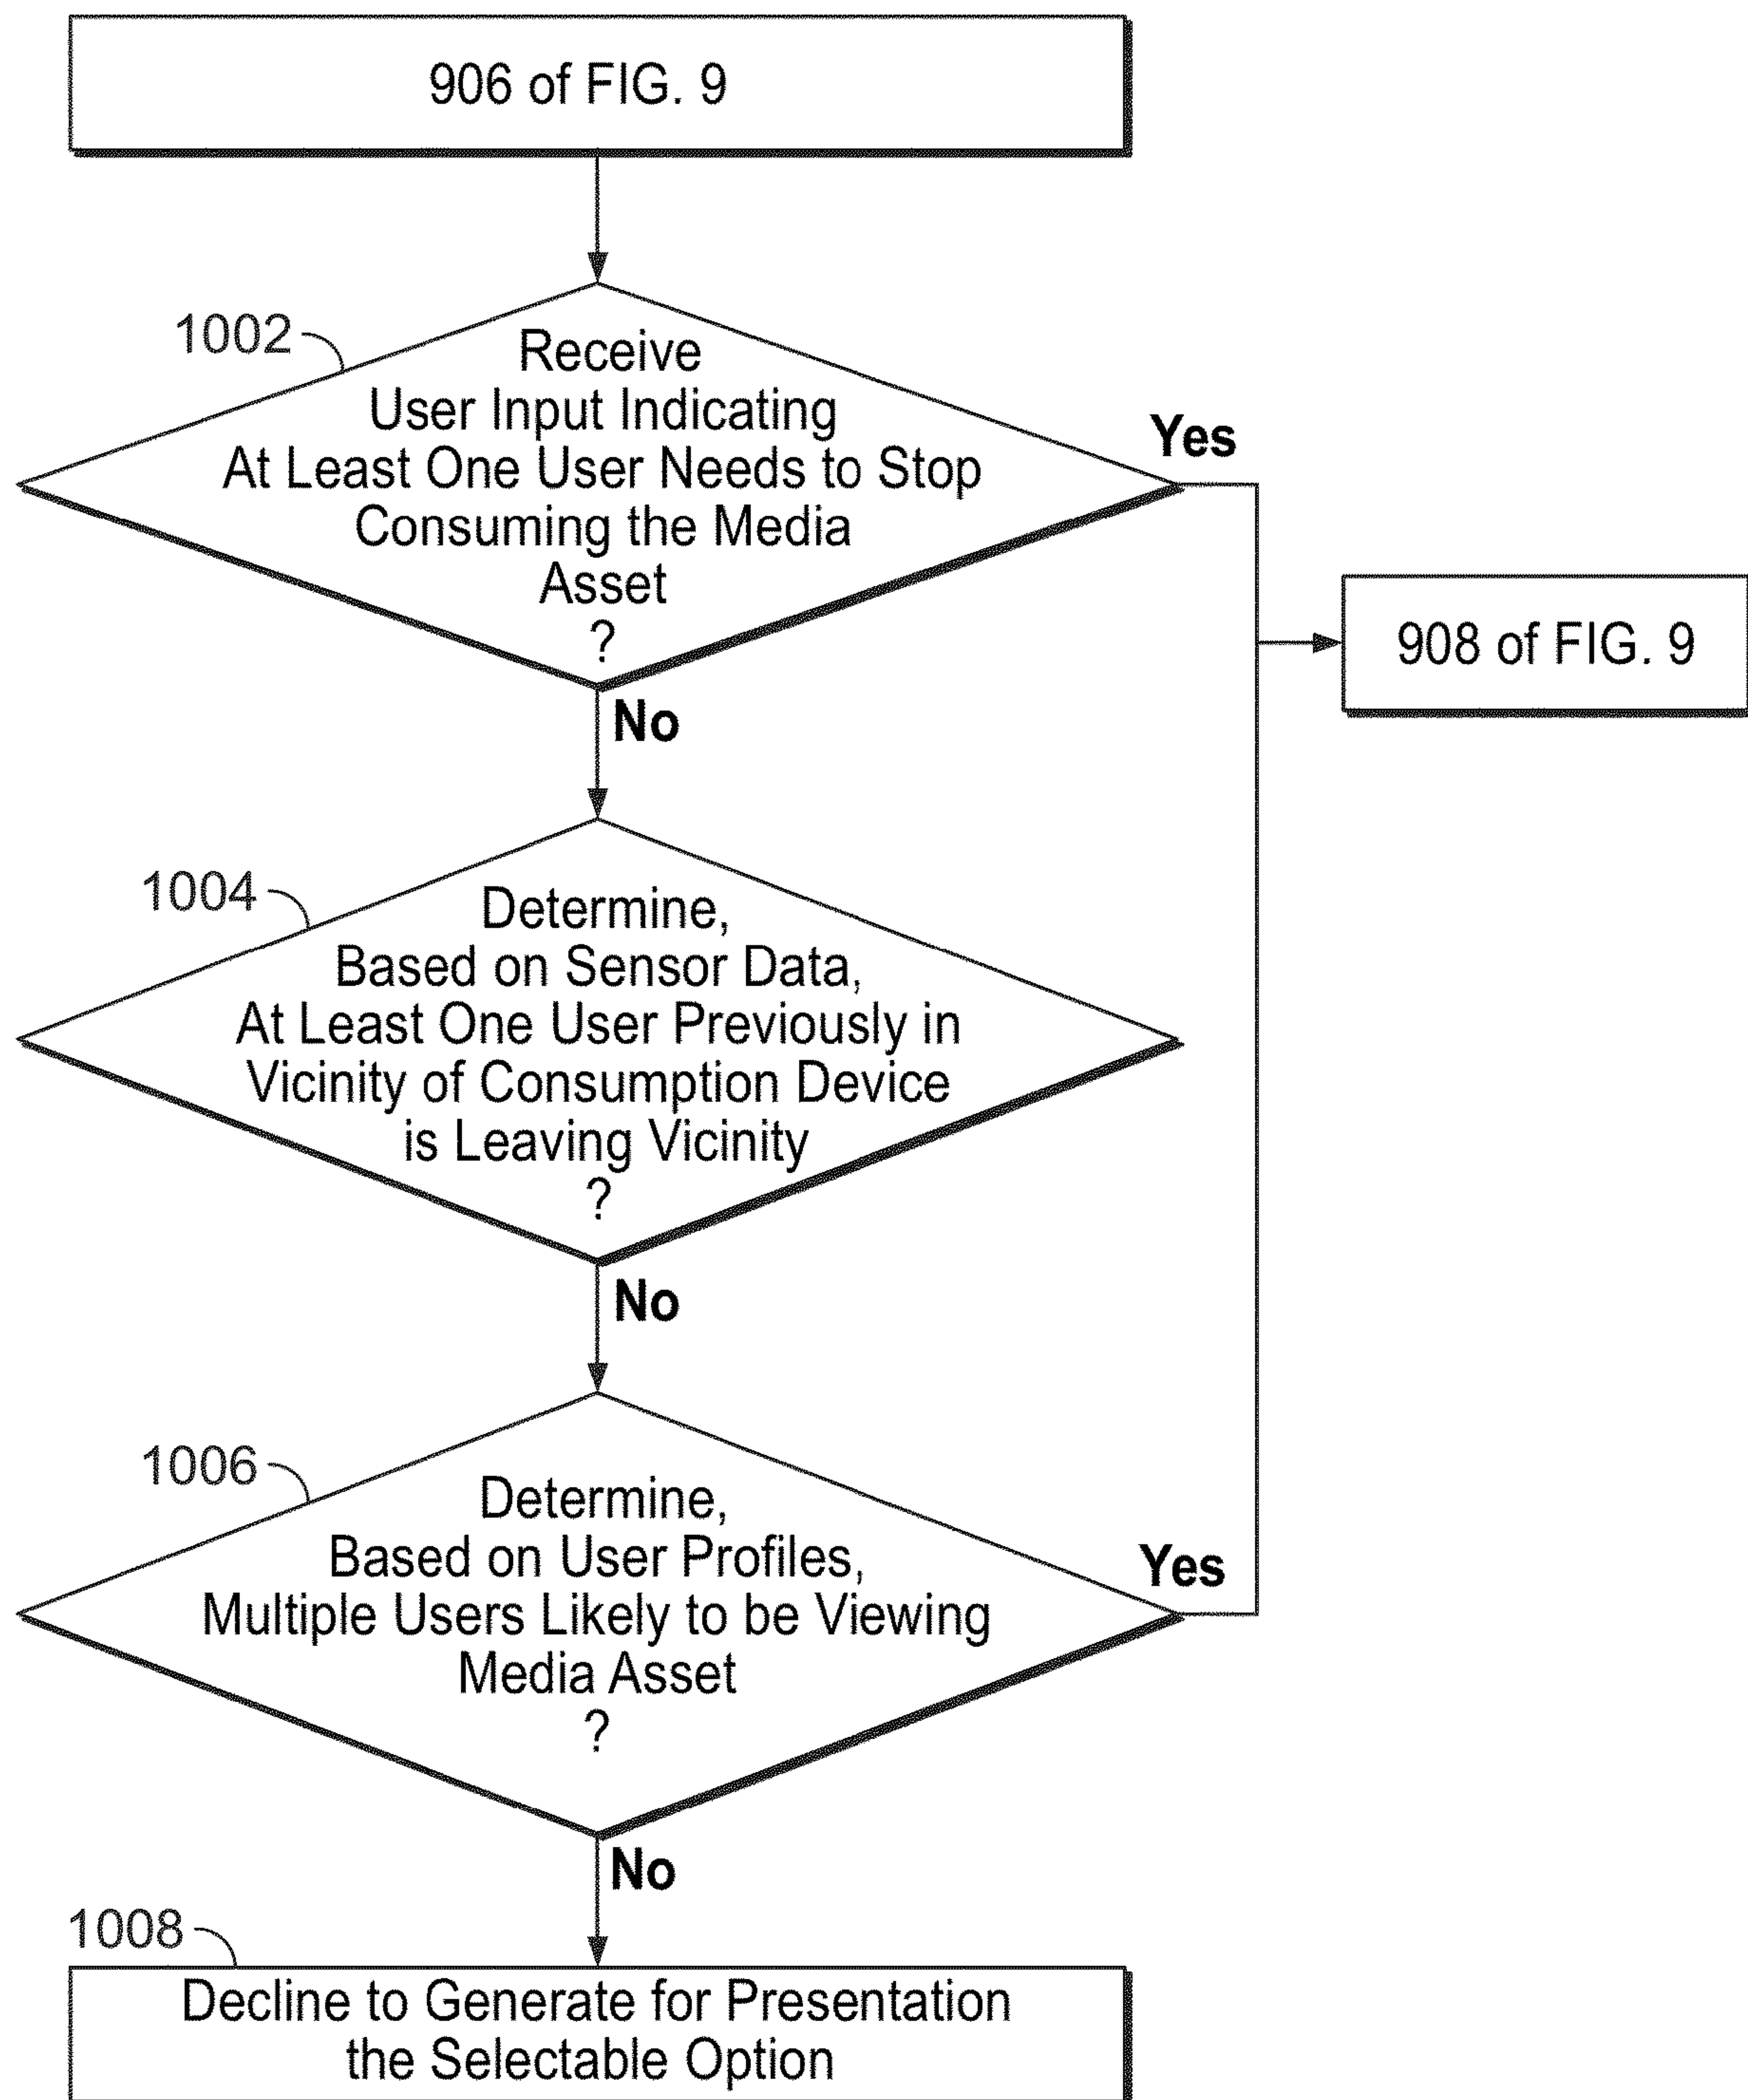 906 of FIG. 9
1002
Receive
User Input Indicating
At Least One User Needs to Stop
Consuming the Media
Asset
?
Yes
908 of FIG. 9
No
1004
Determine,
Based on Sensor Data,
At Least One User Previously in
Vicinity of Consumption Device
is Leaving Vicinity
?
No
1006
Determine,
Based on User Profiles,
Multiple Users Likely to be Viewing
Media Asset
?
Yes
No
1008
Decline to Generate for Presentation
the Selectable Option